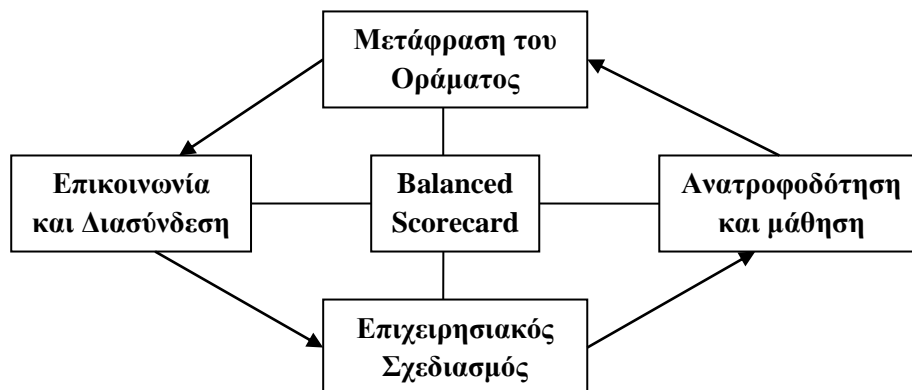 Μετάφραση του
Οράματος
Επικοινωνία
και Διασύνδεση
Balanced
Scorecard
Ανατροφοδότηση
και μάθηση
Επιχειρησιακός
Σχεδιασμός